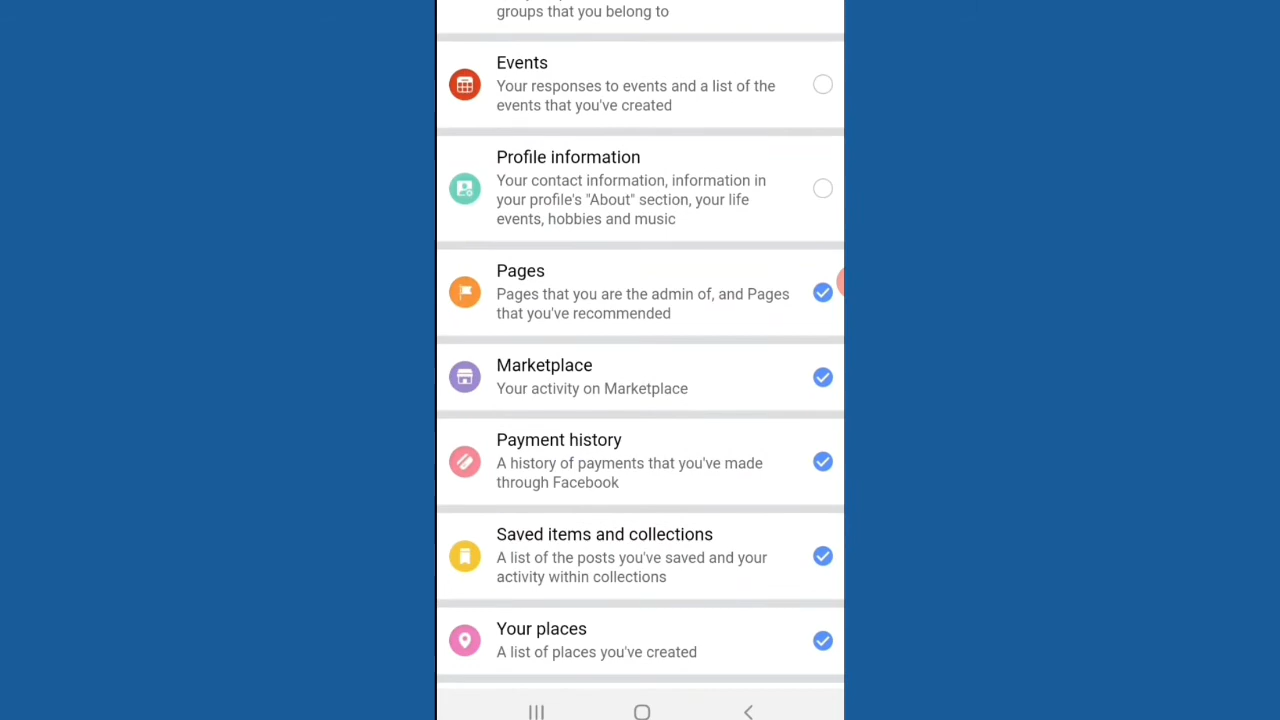 groups that you belong to
Events
Your responses to events and a list of the
events that you've created
Profile information
Your contact information, information in
your profile's "About" section, your life
events, hobbies and music
Pages
Pages that you are the admin of, and Pages
that you've recommended
Marketplace
Your activity on Marketplace
Payment history
A history of payments that you've made
through Facebook
Saved items and collections
A list of the posts you've saved and your
activity within collections
Your places
A list of places you've created